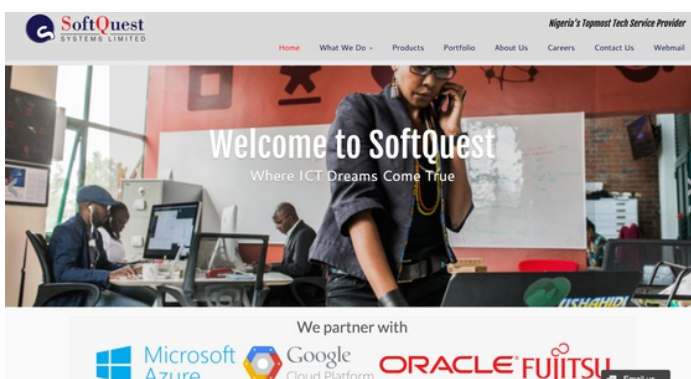 SoftQuest
SYSTEMS LIMITED
Nigeria's Topmost Tech Service Provider
Home What We Do Products Portfolio About Us Careers Contact Us Webmail
Welcome to SoftQuest
Where ICT Dreams Come True
USHAHIDI
We partner with
Microsoft
Azure
Google
Cloud Platform
ORACLE
FUJITSU
Email us